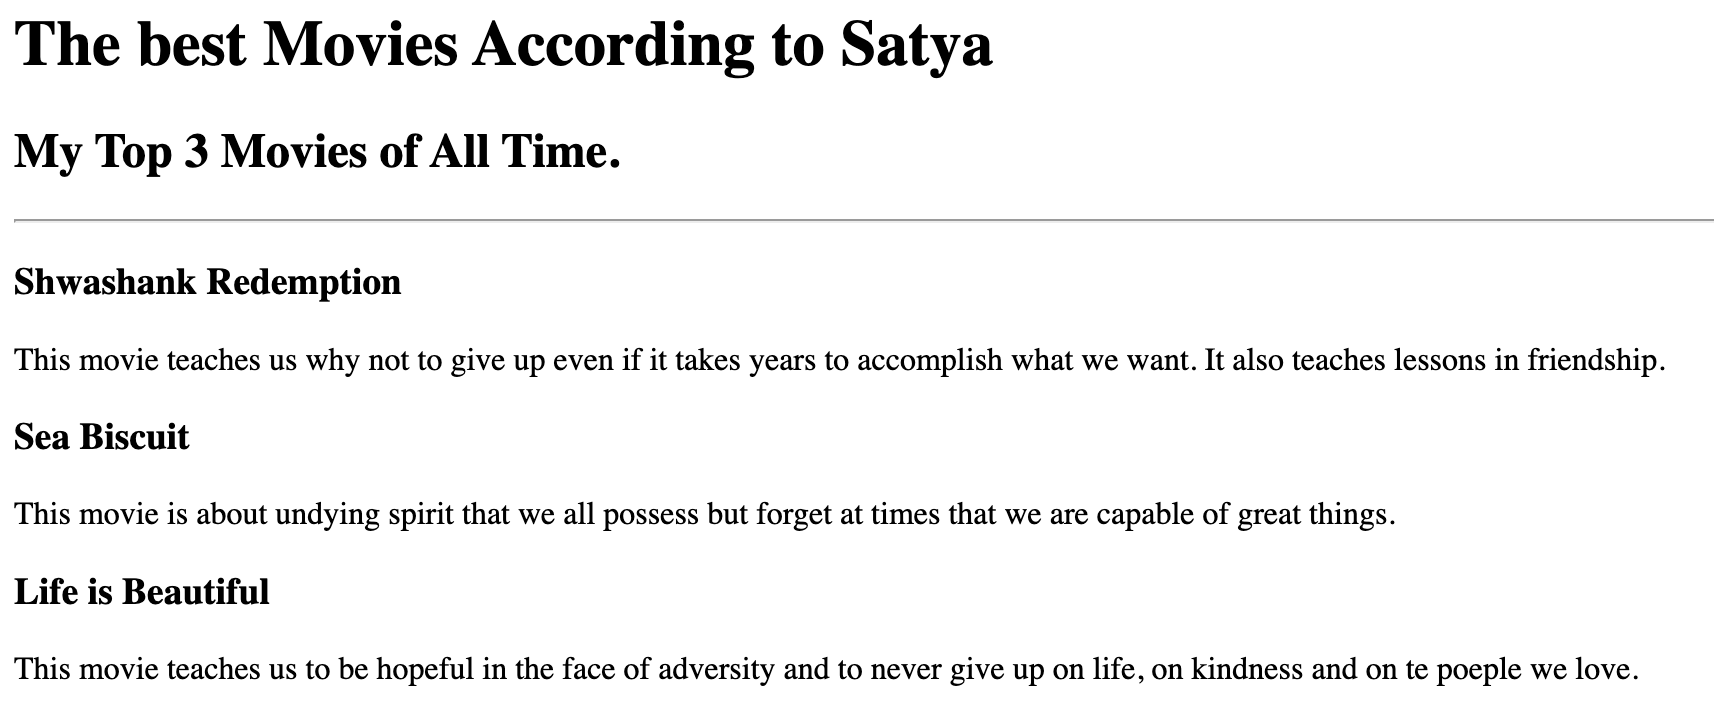 The best Movies According to Satya
My Top 3 Movies of All Time.
Shwashank Redemption
This movie teaches us why not to give up even if it takes years to accomplish what we want. It also teaches lessons in friendship.
Sea Biscuit
This movie is about undying spirit that we all possess but forget at times that we are capable of great things.
Life is Beautiful
This movie teaches us to be hopeful in the face of adversity and to never give up on life, on kindness and on te poeple we love.